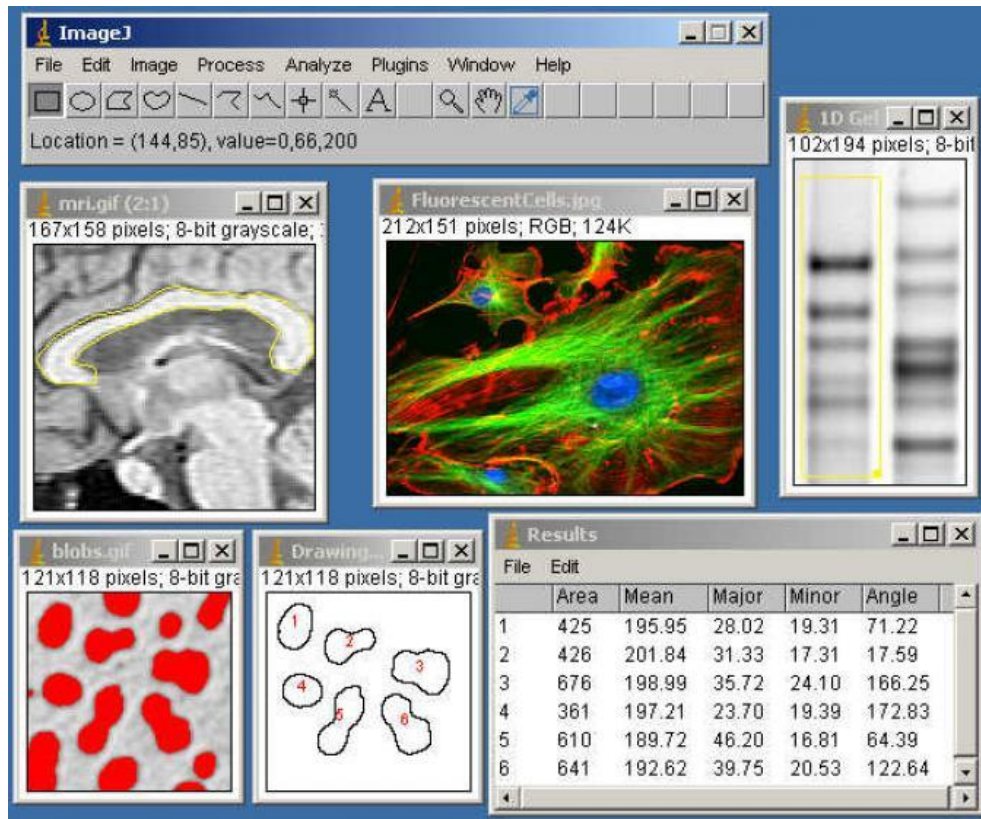 ImageJ
File Edit Image Process Analyze Plugins Window Help
A
Location = (144,85), value=0,66,200
1D Gel
102x194 pixels; 8-bit
mri.gif (2:1)
167x158 pixels; 8-bit grayscale;
FluorescentCells.jpg
212x151 pixels; RGB; 124K
blobs.gif
121x118 pixels; 8-bit gra
Drawing...
121x118 pixels; 8-bit gra
1
2
3
4
5
6
Results
File Edit
Area Mean Major Minor Angle
1 425 195.95 28.02 19.31 71.22
2 426 201.84 31.33 17.31 17.59
3 676 198.99 35.72 24.10 166.25
4 361 197.21 23.70 19.39 172.83
5 610 189.72 46.20 16.81 64.39
6 641 192.62 39.75 20.53 122.64